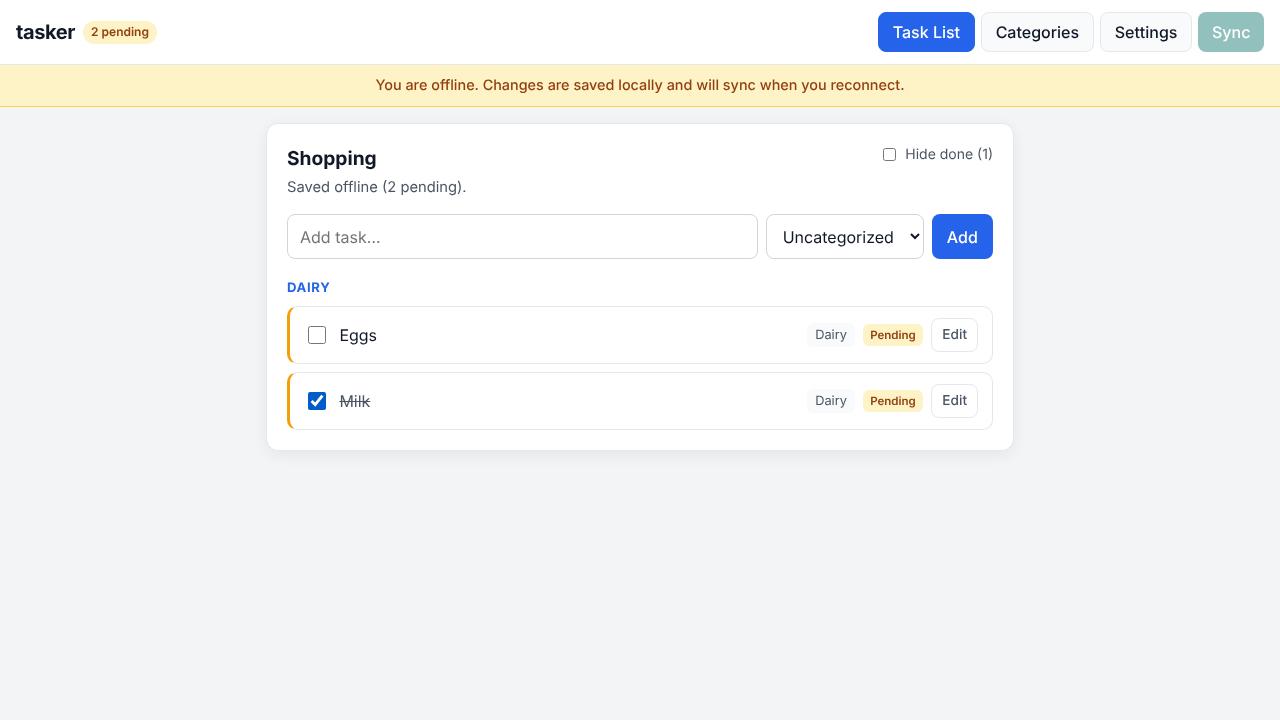 tasker 2 pending Task List Categories Settings Sync
You are offline. Changes are saved locally and will sync when you reconnect.
Shopping Hide done (1)
Saved offline (2 pending).
Add task... Uncategorized Add
DAIRY
Eggs Dairy Pending Edit
Milk Dairy Pending Edit